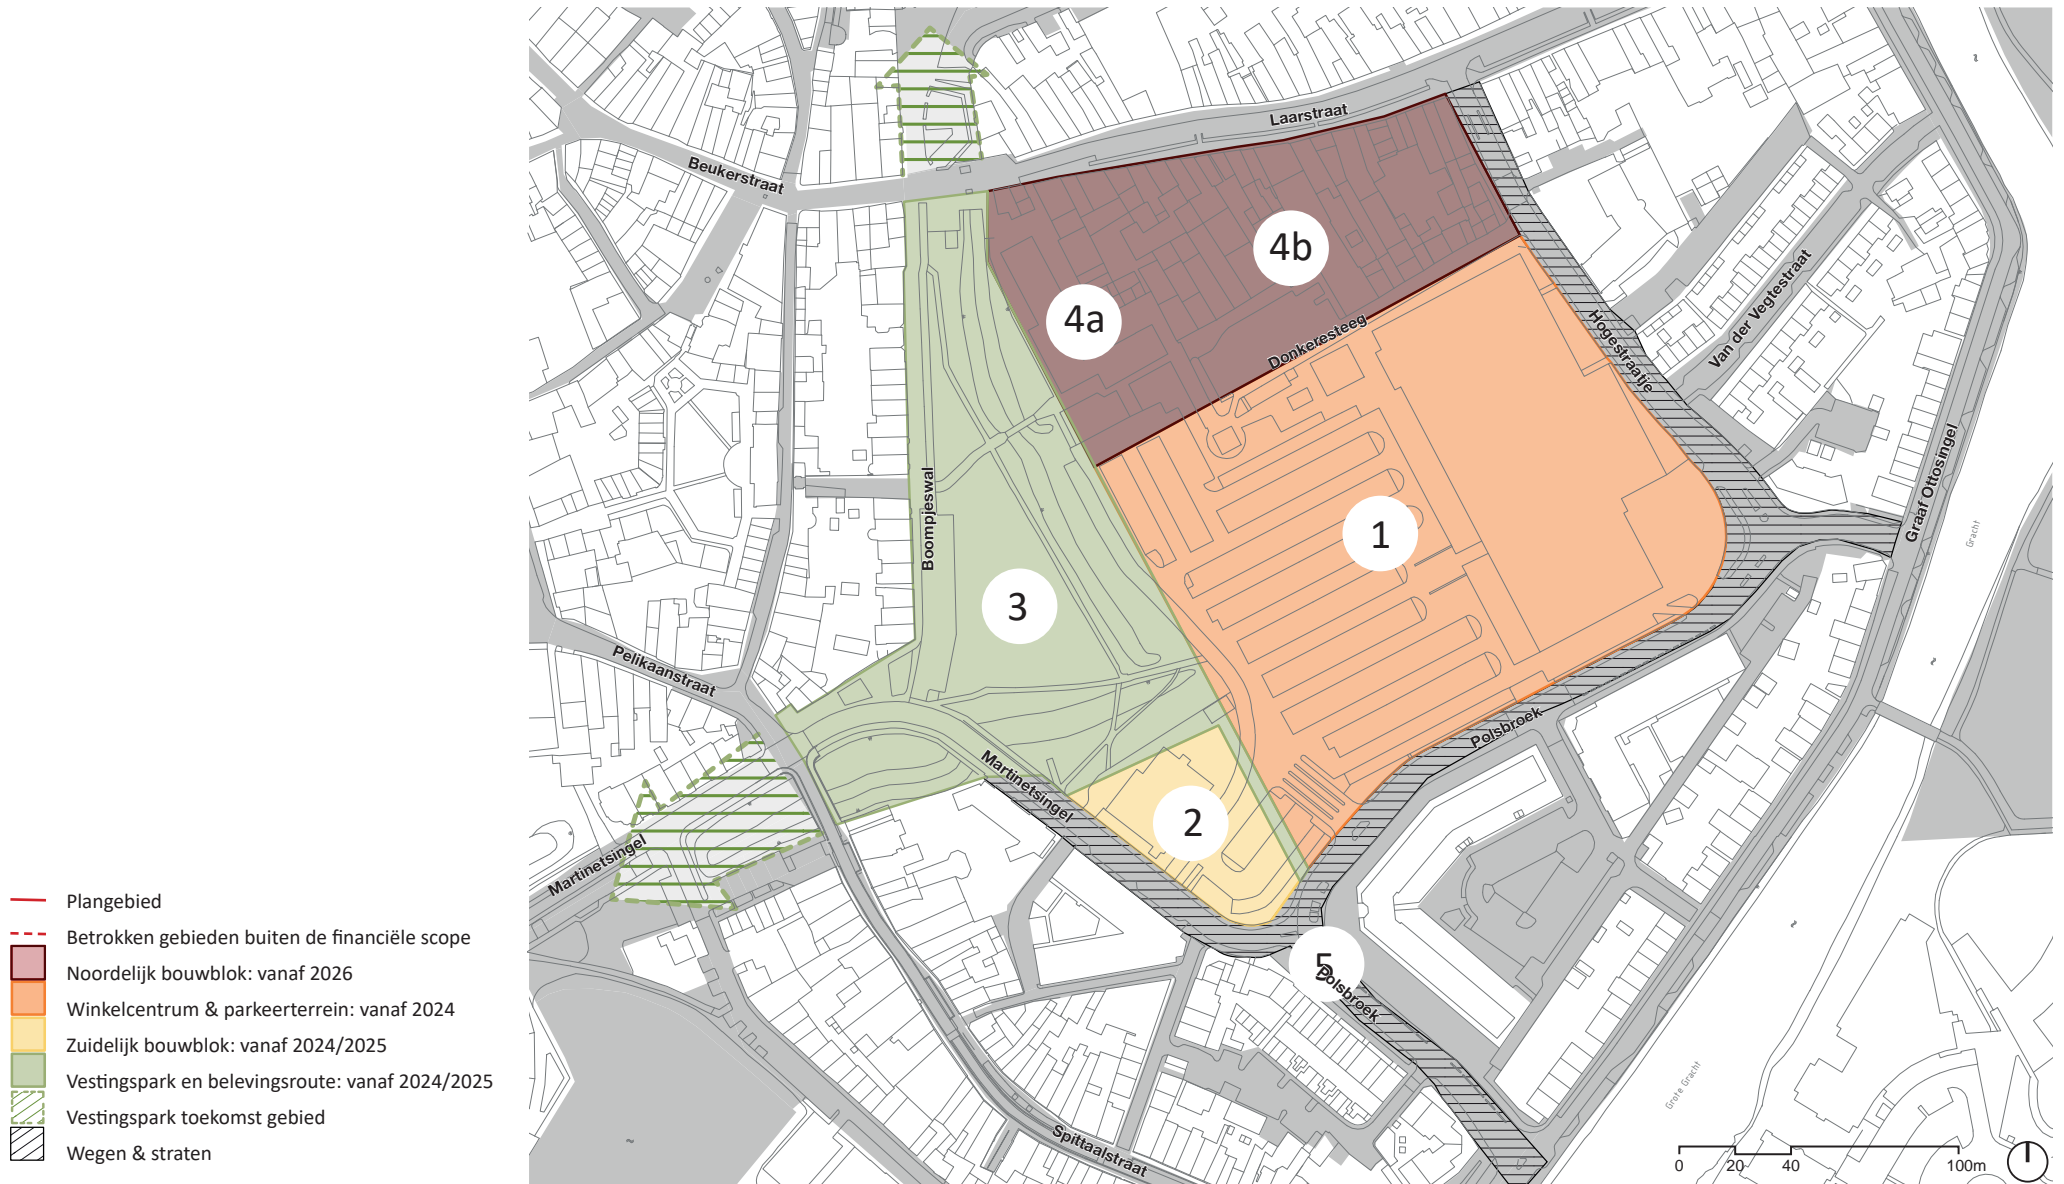 Laarstraat
Beukerstraat
4b
4a
Donkeresteeg
Hogestraatje
Van der Vegtestraat
Boompjeswal
1
Graaf Ottosingel
Gracht
3
Pelikaanstraat
Polsbroek
Martinetsingel
2
Martinetsingel
5
Polsbroek
Grote Gracht
Spittaalstraat
Plangebied
Betrokken gebieden buiten de financiële scope
Noordelijk bouwblok: vanaf 2026
Winkelcentrum & parkeerterrein: vanaf 2024
Zuidelijk bouwblok: vanaf 2024/2025
Vestingspark en belevingsroute: vanaf 2024/2025
Vestingspark toekomst gebied
Wegen & straten
0 20 40 100m